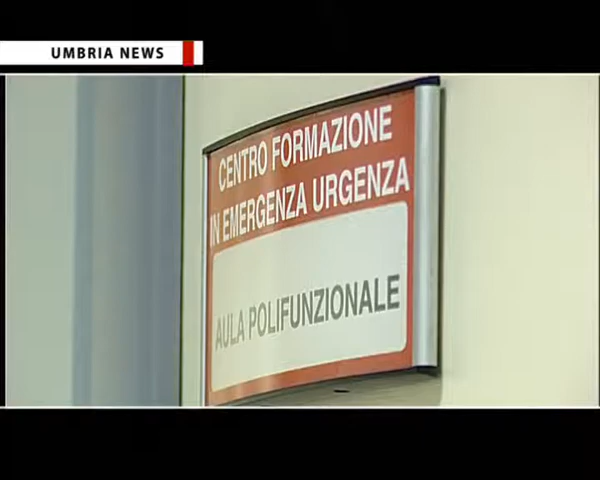 UMBRIA NEWS
CENTRO FORMAZIONE
IN EMERGENZA URGENZA
AULA POLIFUNZIONALE